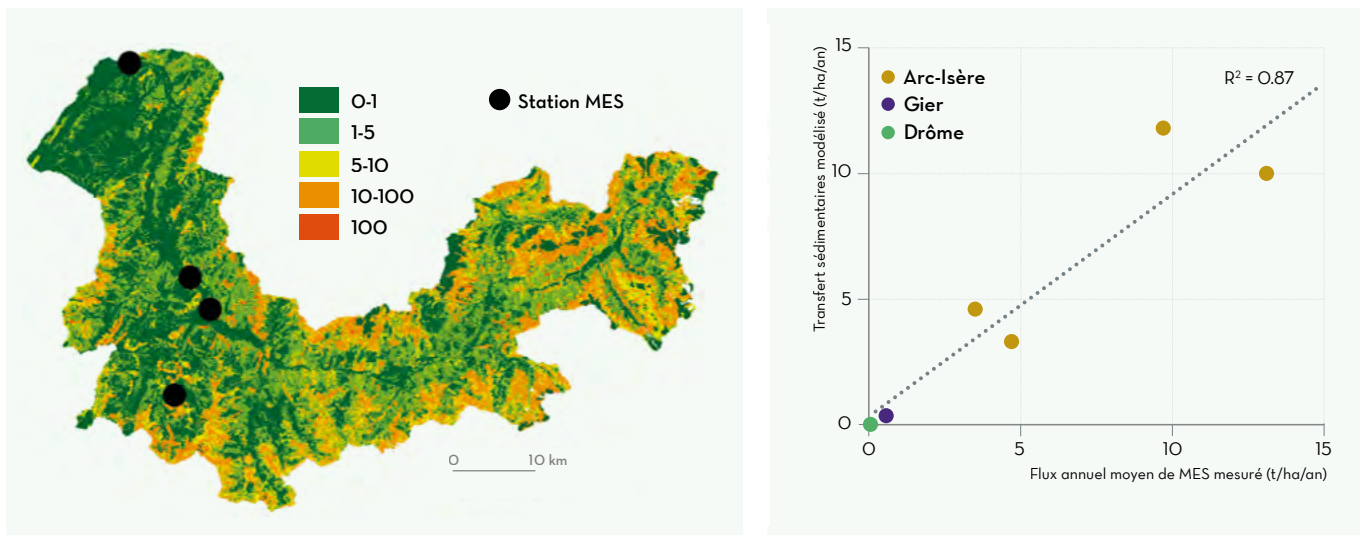 0-1
1-5
5-10
10-100
100
Station MES
0 10 km
15
10
5
0
Transfert sédimentaires modélisé (t/ha/an)
Arc-Isère
Gier
Drôme
R² = 0.87
0 5 10 15
Flux annuel moyen de MES mesuré (t/ha/an)